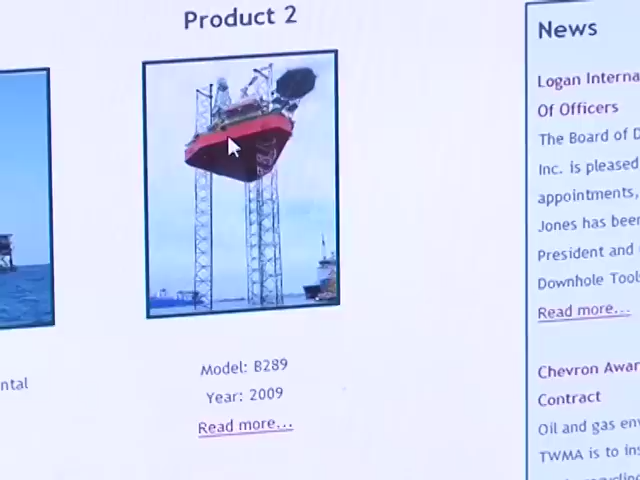 Product 2
Model: B289
Year: 2009
Read more...
ntal
News
Logan Interna
Of Officers
The Board of D
Inc. is pleased
appointments,
Jones has been
President and
Downhole Tool
Read more...
Chevron Awar
Contract
Oil and gas env
TWMA is to ins